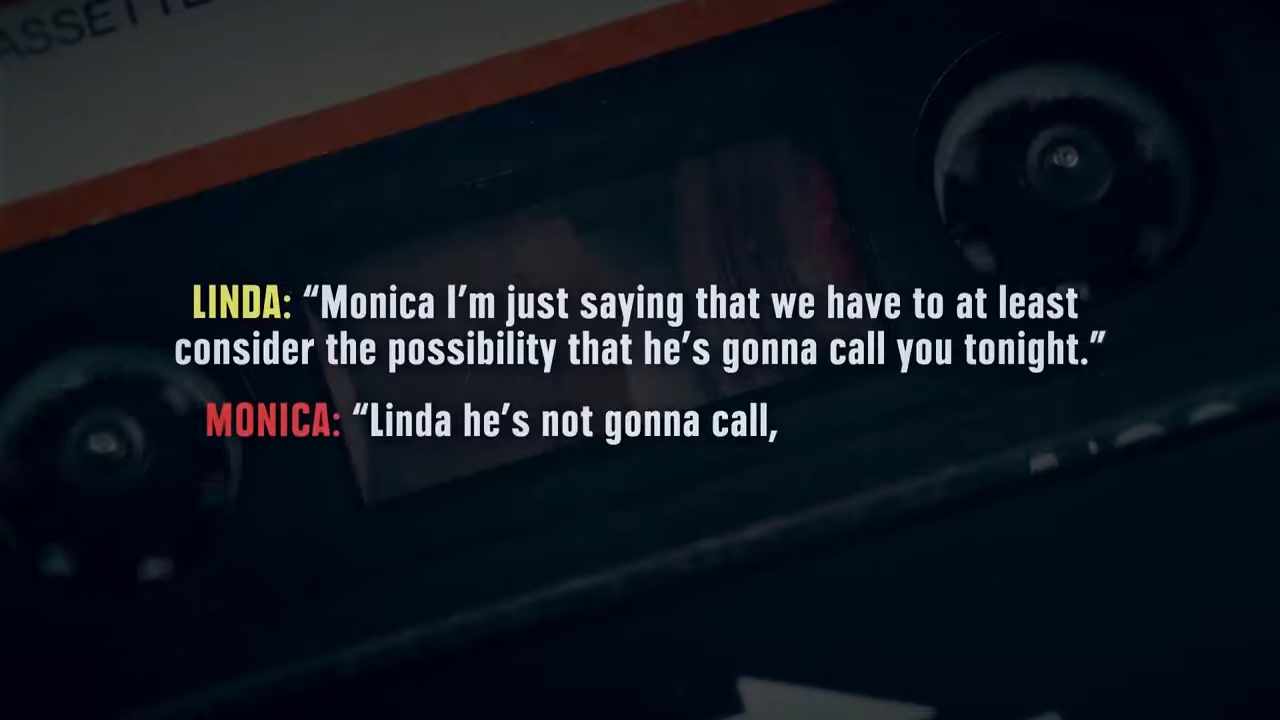 ASSETTE
LINDA: “Monica I’m just saying that we have to at least
consider the possibility that he’s gonna call you tonight.”
MONICA: “Linda he’s not gonna call,